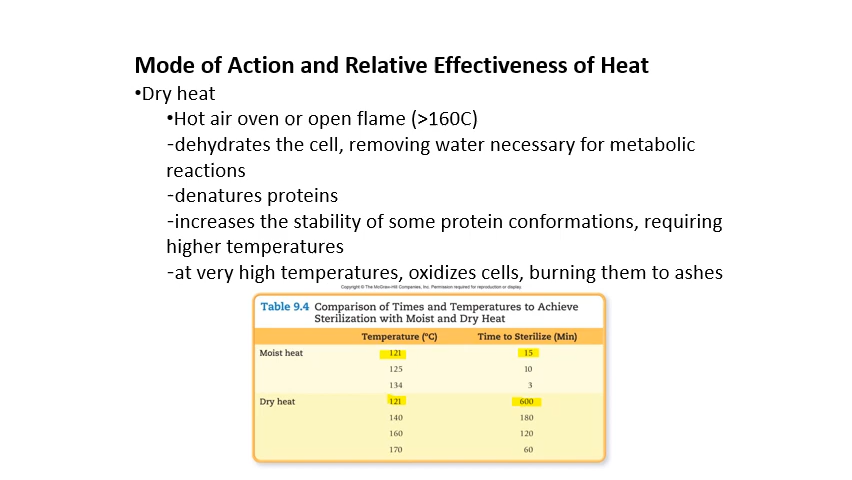 Mode of Action and Relative Effectiveness of Heat
•Dry heat
•Hot air oven or open flame (>160C)
-dehydrates the cell, removing water necessary for metabolic
reactions
-denatures proteins
-increases the stability of some protein conformations, requiring
higher temperatures
-at very high temperatures, oxidizes cells, burning them to ashes
Copyright © The McGraw-Hill Companies, Inc. Permission required for reproduction or display.
Table 9.4 Comparison of Times and Temperatures to Achieve
Sterilization with Moist and Dry Heat
Temperature (°C) Time to Sterilize (Min)
Moist heat 121 15
125 10
134 3
Dry heat 121 600
140 180
160 120
170 60